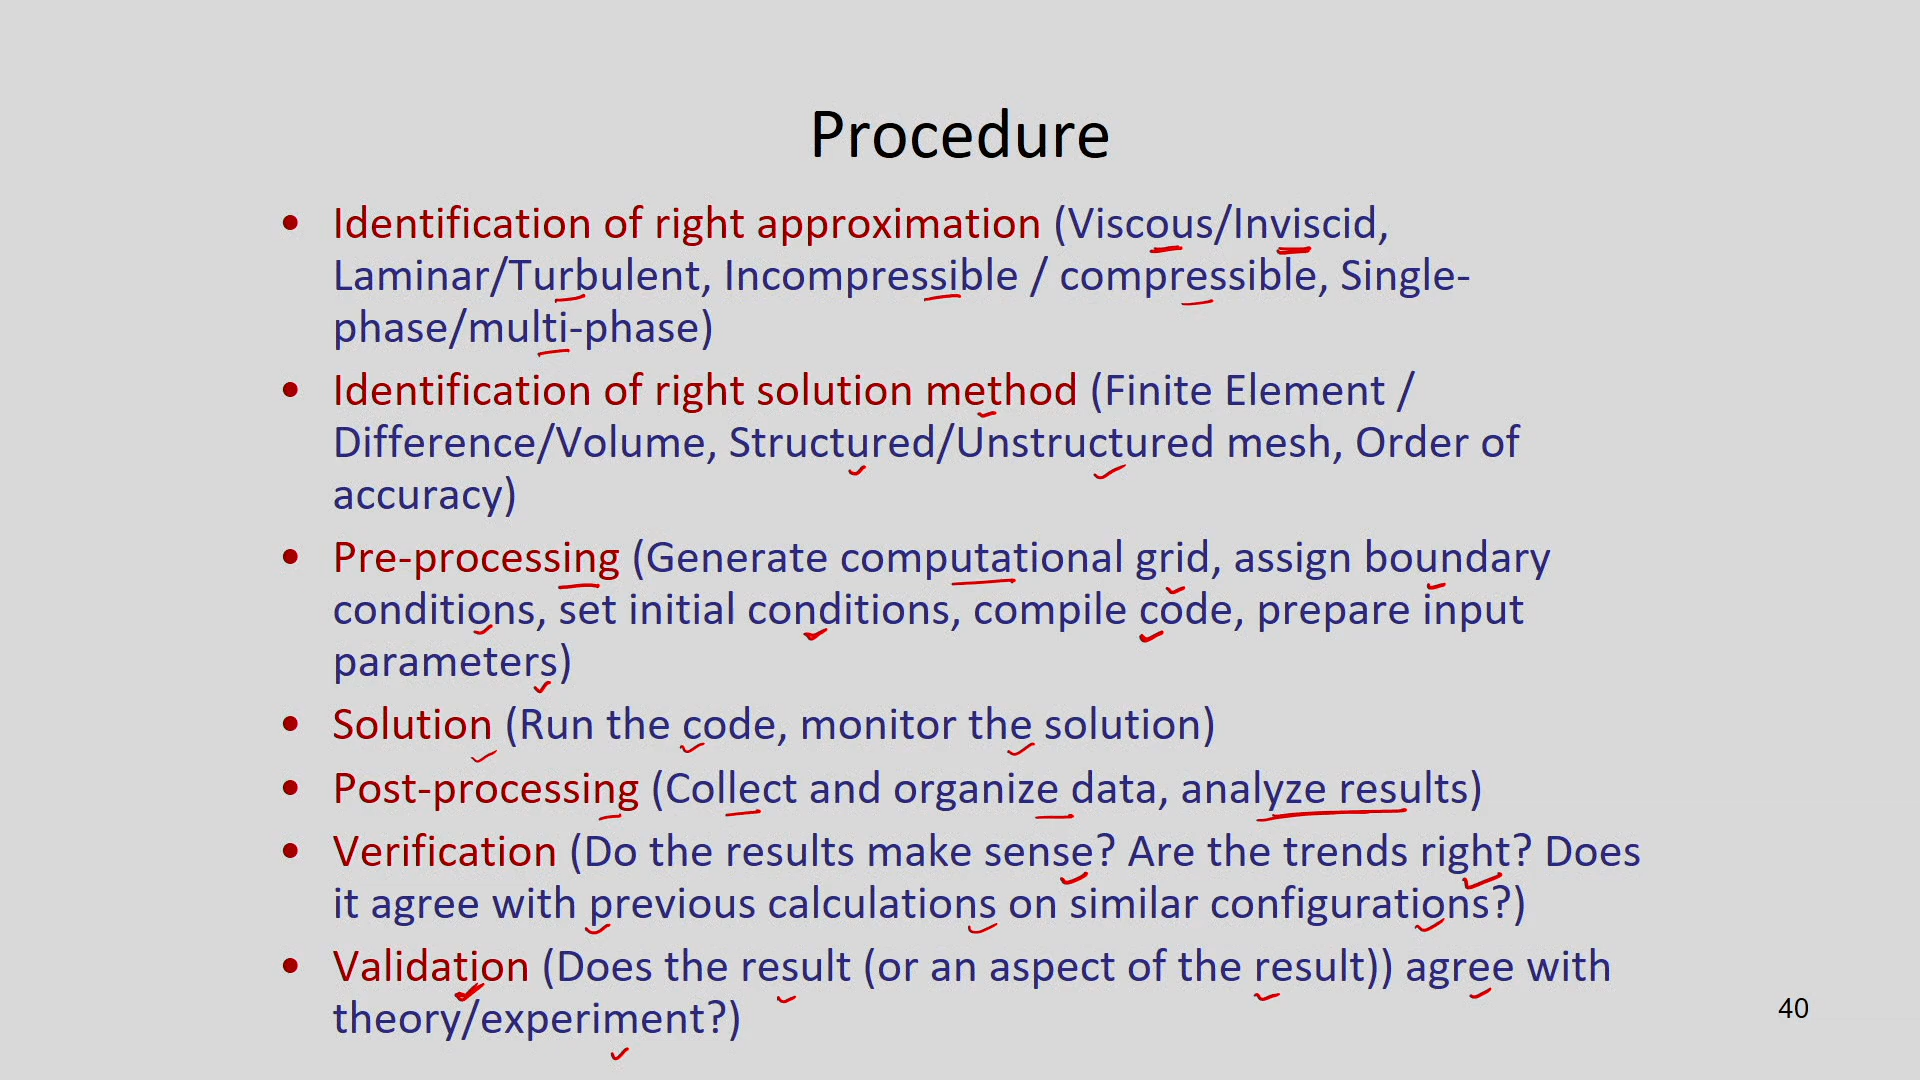 Procedure
• Identification of right approximation (Viscous/Inviscid,
Laminar/Turbulent, Incompressible / compressible, Single-
phase/multi-phase)
• Identification of right solution method (Finite Element /
Difference/Volume, Structured/Unstructured mesh, Order of
accuracy)
• Pre-processing (Generate computational grid, assign boundary
conditions, set initial conditions, compile code, prepare input
parameters)
• Solution (Run the code, monitor the solution)
• Post-processing (Collect and organize data, analyze results)
• Verification (Do the results make sense? Are the trends right? Does
it agree with previous calculations on similar configurations?)
• Validation (Does the result (or an aspect of the result)) agree with
theory/experiment?)
40